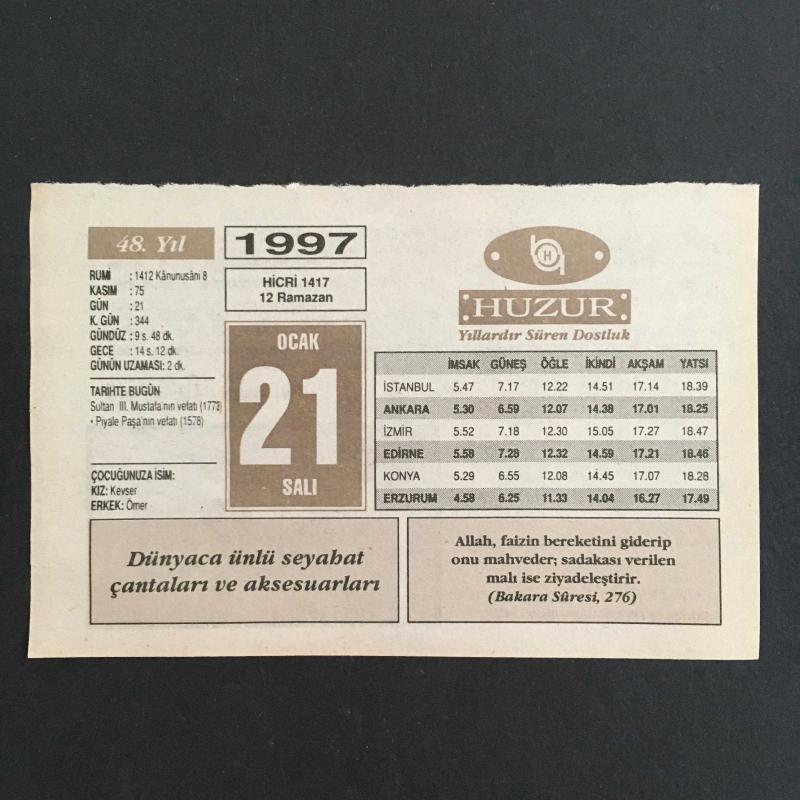 48. Yıl
1997
RUMİ : 1412 Kânunusâni 8
KASIM : 75
GÜN : 21
K. GÜN : 344
GÜNDÜZ : 9 s. 48 dk.
GECE : 14 s. 12 dk.
GÜNÜN UZAMASI: 2 dk.
TARİHTE BUGÜN
Sultan III. Mustafa'nın vefatı (1773)
• Piyale Paşa'nın vefatı (1578)
ÇOCUĞUNUZA İSİM:
KIZ: Kevser
ERKEK: Ömer
HİCRİ 1417
12 Ramazan
OCAK
21
SALI
H
HUZUR
Yıllardır Süren Dostluk
İMSAK GÜNEŞ ÖĞLE İKİNDİ AKŞAM YATSI
İSTANBUL 5.47 7.17 12.22 14.51 17.14 18.39
ANKARA 5.30 6.59 12.07 14.38 17.01 18.25
İZMİR 5.52 7.18 12.30 15.05 17.27 18.47
EDİRNE 5.58 7.28 12.32 14.59 17.21 18.46
KONYA 5.29 6.55 12.08 14.45 17.07 18.28
ERZURUM 4.58 6.25 11.33 14.04 16.27 17.49
Dünyaca ünlü seyahat
çantaları ve aksesuarları
Allah, faizin bereketini giderip
onu mahveder; sadakası verilen
malı ise ziyadeleştirir.
(Bakara Sûresi, 276)